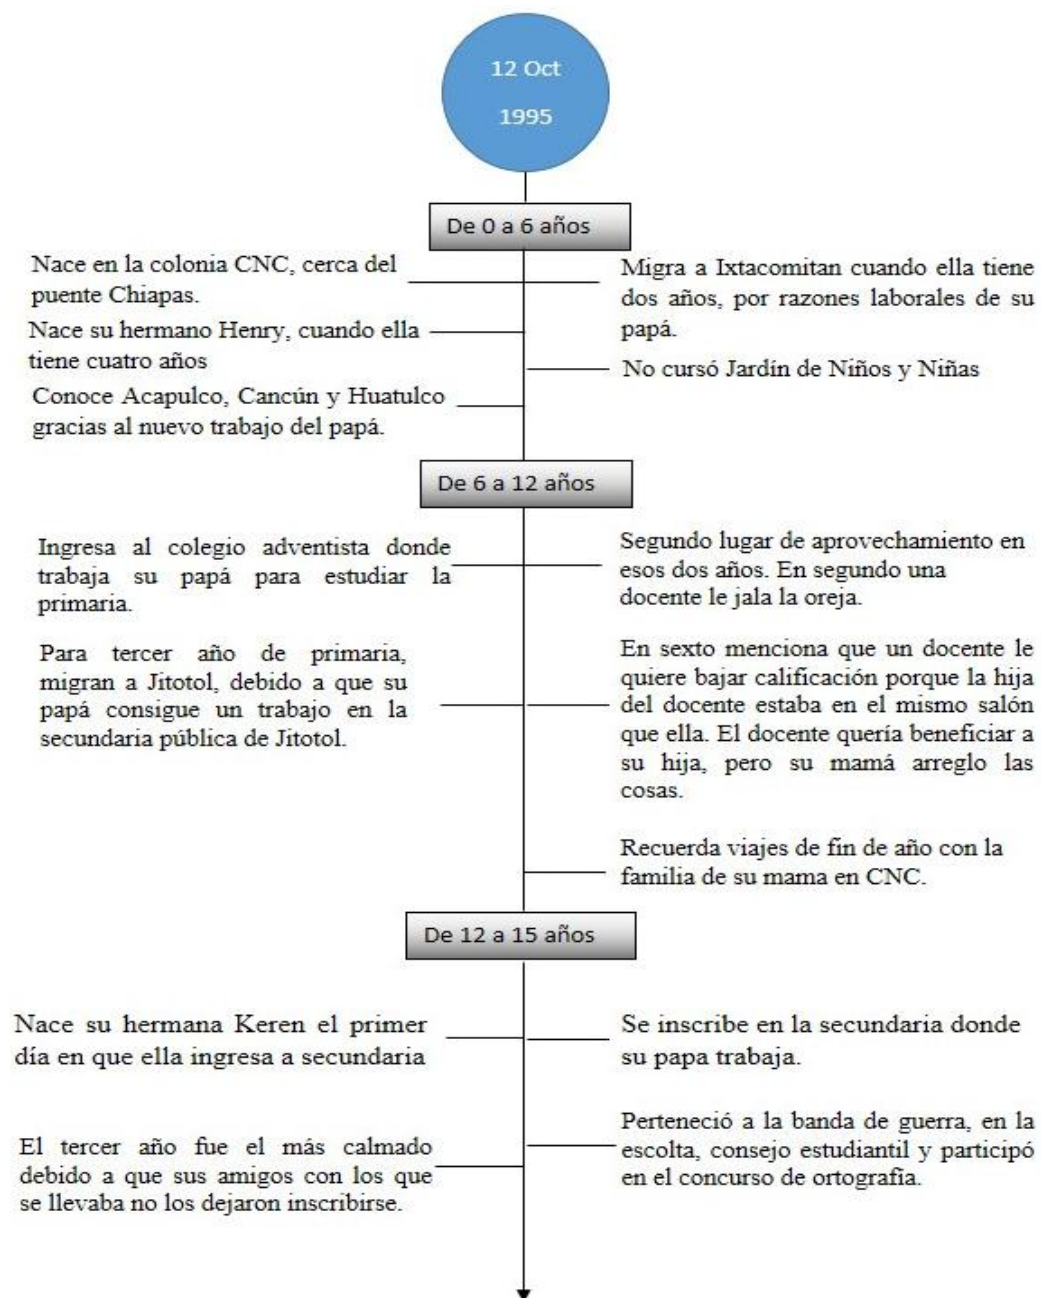 12 Oct
1995
De 0 a 6 años
Nace en la colonia CNC, cerca del
puente Chiapas.
Migra a Ixtacomitan cuando ella tiene
dos años, por razones laborales de su
papá.
Nace su hermano Henry, cuando ella
tiene cuatro años
No cursó Jardín de Niños y Niñas
Conoce Acapulco, Cancún y Huatulco
gracias al nuevo trabajo del papá.
De 6 a 12 años
Ingresa al colegio adventista donde
trabaja su papá para estudiar la
primaria.
Segundo lugar de aprovechamiento en
esos dos años. En segundo una
docente le jala la oreja.
Para tercer año de primaria,
migran a Jitotol, debido a que su
papá consigue un trabajo en la
secundaria pública de Jitotol.
En sexto menciona que un docente le
quiere bajar calificación porque la hija
del docente estaba en el mismo salón
que ella. El docente quería beneficiar a
su hija, pero su mamá arreglo las
cosas.
Recuerda viajes de fin de año con la
familia de su mama en CNC.
De 12 a 15 años
Nace su hermana Keren el primer
día en que ella ingresa a secundaria
Se inscribe en la secundaria donde
su papa trabaja.
El tercer año fue el más calmado
debido a que sus amigos con los que
se llevaba no los dejaron inscribirse.
Perteneció a la banda de guerra, en la
escolta, consejo estudiantil y participó
en el concurso de ortografía.